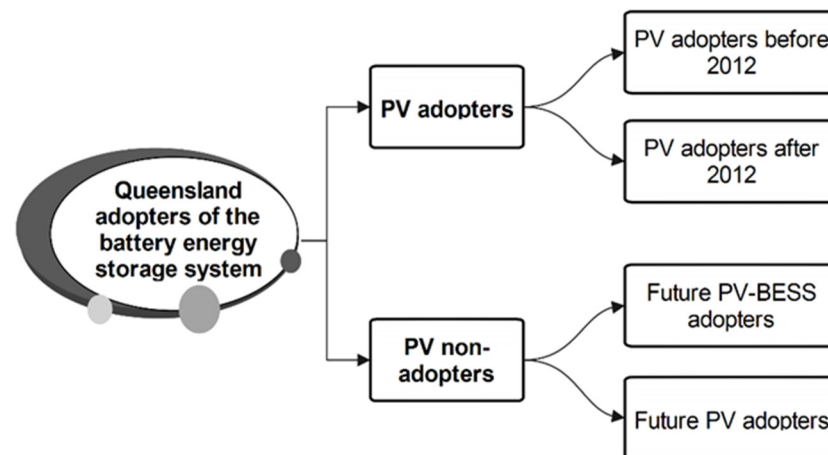 Queensland
adopters of the
battery energy
storage system
PV adopters
PV adopters before
2012
PV adopters after
2012
PV non-
adopters
Future PV-BESS
adopters
Future PV adopters